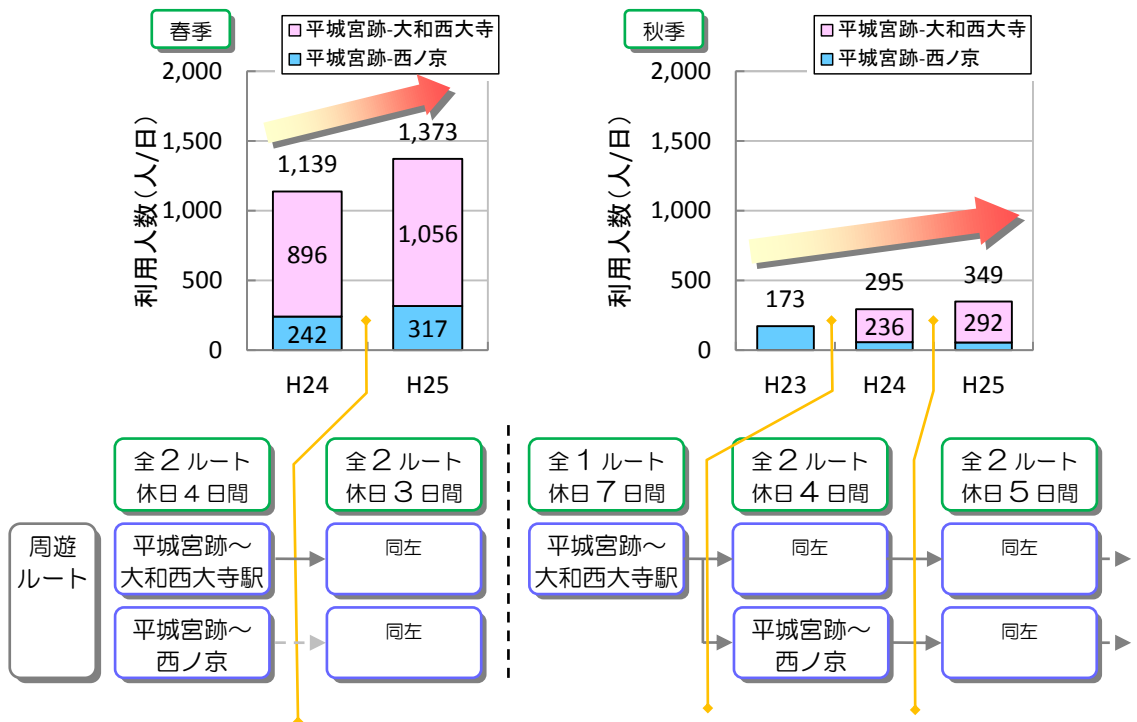 春季
平城宮跡-大和西大寺
平城宮跡-西ノ京
利用人数(人/日)
2,000
1,500
1,000
500
0
1,139
896
242
1,373
1,056
317
H24
H25
秋季
平城宮跡-大和西大寺
平城宮跡-西ノ京
利用人数(人/日)
2,000
1,500
1,000
500
0
173
295
236
349
292
H23
H24
H25
全2ルート
休日4日間
全2ルート
休日3日間
全1ルート
休日7日間
全2ルート
休日4日間
全2ルート
休日5日間
周遊
ルート
平城宮跡～
大和西大寺駅
同左
平城宮跡～
大和西大寺駅
同左
同左
平城宮跡～
西ノ京
同左
平城宮跡～
西ノ京
同左